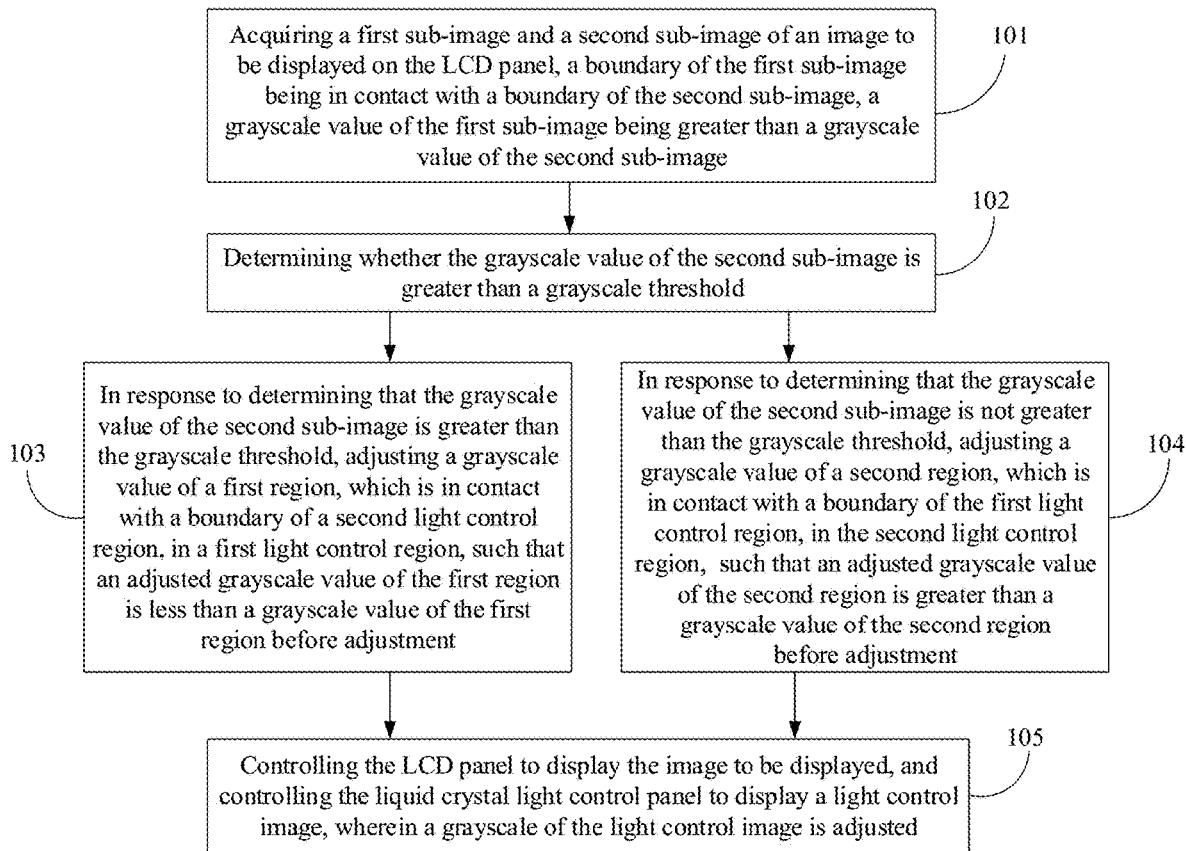 Acquiring a first sub-image and a second sub-image of an image to
be displayed on the LCD panel, a boundary of the first sub-image
being in contact with a boundary of the second sub-image, a
grayscale value of the first sub-image being greater than a grayscale
value of the second sub-image
101
102
Determining whether the grayscale value of the second sub-image is
greater than a grayscale threshold
103
In response to determining that the grayscale
value of the second sub-image is greater than
the grayscale threshold, adjusting a grayscale
value of a first region, which is in contact
with a boundary of a second light control
region, in a first light control region, such that
an adjusted grayscale value of the first region
is less than a grayscale value of the first
region before adjustment
In response to determining that the grayscale
value of the second sub-image is not greater
than the grayscale threshold, adjusting a
grayscale value of a second region, which is
in contact with a boundary of the first light
control region, in the second light control
region, such that an adjusted grayscale value
of the second region is greater than a
grayscale value of the second region
before adjustment
104
105
Controlling the LCD panel to display the image to be displayed, and
controlling the liquid crystal light control panel to display a light control
image, wherein a grayscale of the light control image is adjusted